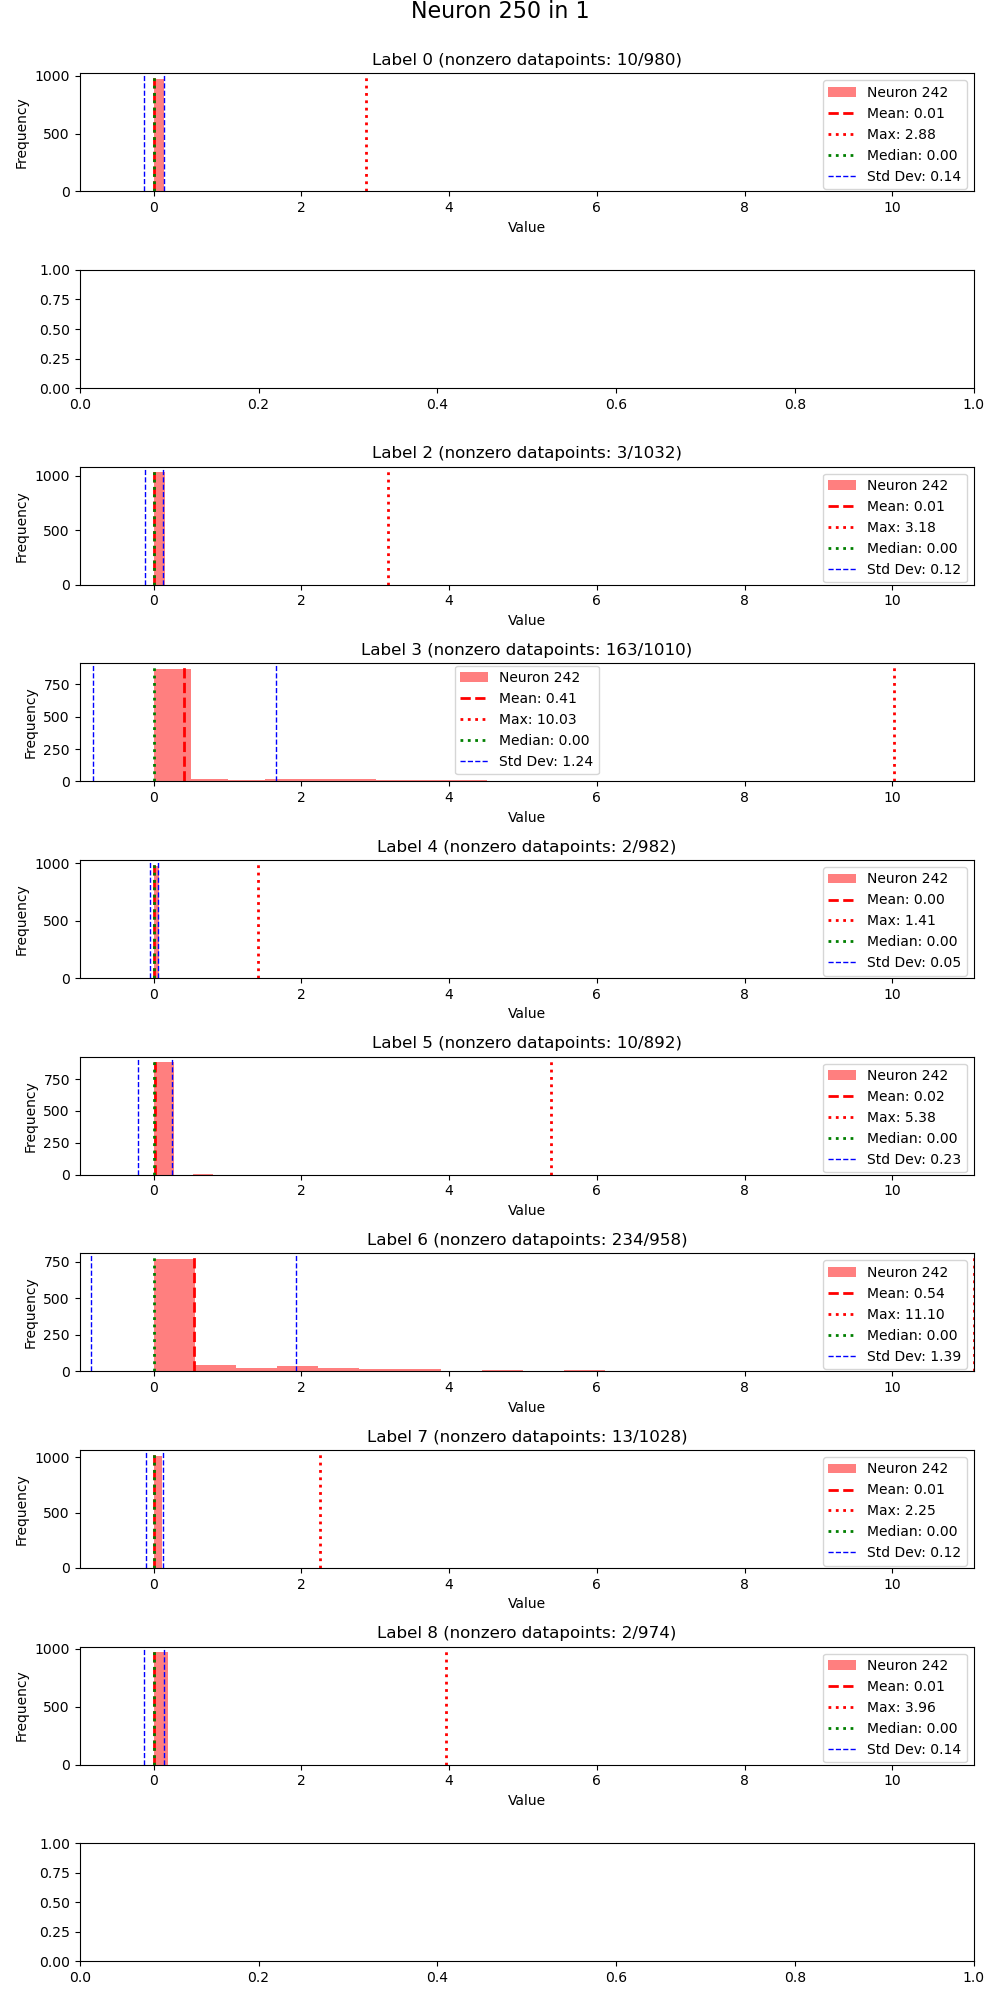 Neuron 250 in 1
Label 0 (nonzero datapoints: 10/980)
Frequency
1000
500
0
Neuron 242
Mean: 0.01
Max: 2.88
Median: 0.00
Std Dev: 0.14
0 2 4 6 8 10
Value
1.00
0.75
0.50
0.25
0.00
0.0 0.2 0.4 0.6 0.8 1.0
Label 2 (nonzero datapoints: 3/1032)
Frequency
1000
500
0
Neuron 242
Mean: 0.01
Max: 3.18
Median: 0.00
Std Dev: 0.12
0 2 4 6 8 10
Value
Label 3 (nonzero datapoints: 163/1010)
Frequency
750
500
250
0
Neuron 242
Mean: 0.41
Max: 10.03
Median: 0.00
Std Dev: 1.24
0 2 4 6 8 10
Value
Label 4 (nonzero datapoints: 2/982)
Frequency
1000
500
0
Neuron 242
Mean: 0.00
Max: 1.41
Median: 0.00
Std Dev: 0.05
0 2 4 6 8 10
Value
Label 5 (nonzero datapoints: 10/892)
Frequency
750
500
250
0
Neuron 242
Mean: 0.02
Max: 5.38
Median: 0.00
Std Dev: 0.23
0 2 4 6 8 10
Value
Label 6 (nonzero datapoints: 234/958)
Frequency
750
500
250
0
Neuron 242
Mean: 0.54
Max: 11.10
Median: 0.00
Std Dev: 1.39
0 2 4 6 8 10
Value
Label 7 (nonzero datapoints: 13/1028)
Frequency
1000
500
0
Neuron 242
Mean: 0.01
Max: 2.25
Median: 0.00
Std Dev: 0.12
0 2 4 6 8 10
Value
Label 8 (nonzero datapoints: 2/974)
Frequency
1000
500
0
Neuron 242
Mean: 0.01
Max: 3.96
Median: 0.00
Std Dev: 0.14
0 2 4 6 8 10
Value
1.00
0.75
0.50
0.25
0.00
0.0 0.2 0.4 0.6 0.8 1.0